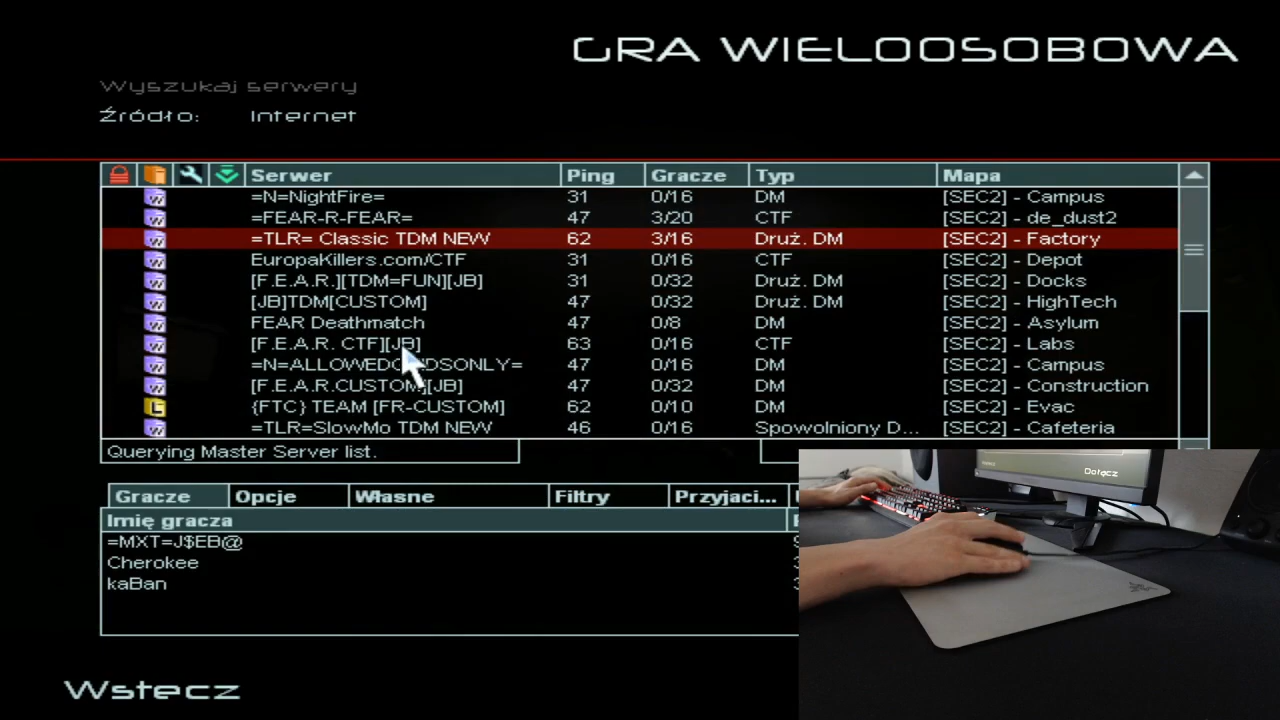 GRA WIELOOSOBOWA
Wyszukaj serwery
Źródło: Internet
Serwer Ping Gracze Typ Mapa
=N=NightFire= 31 0/16 DM [SEC2] - Campus
=FEAR-R-FEAR= 47 3/20 CTF [SEC2] - de_dust2
=TLR= Classic TDM NEW 62 3/16 Druż. DM [SEC2] - Factory
EuropaKillers.com/CTF 31 0/16 CTF [SEC2] - Depot
[F.E.A.R.][TDM=FUN][JB] 31 0/32 Druż. DM [SEC2] - Docks
[JB]TDM[CUSTOM] 47 0/32 Druż. DM [SEC2] - HighTech
FEAR Deathmatch 47 0/8 DM [SEC2] - Asylum
[F.E.A.R. CTF][JB] 63 0/16 CTF [SEC2] - Labs
47 0/16 DM [SEC2] - Campus
[F.E.A.R.CUSTOM][JB] 47 0/32 DM [SEC2] - Construction
{FTC} TEAM [FR-CUSTOM] 62 0/10 DM [SEC2] - Evac
=TLR=SlowMo TDM NEW 46 0/16 Spowolniony D... [SEC2] - Cafeteria
Querying Master Server list.
Gracze Opcje Własne Filtry Przyjaci...
Imię gracza
=MXT=J$EB@
Cherokee
kaBan
Dołącz
Wstecz